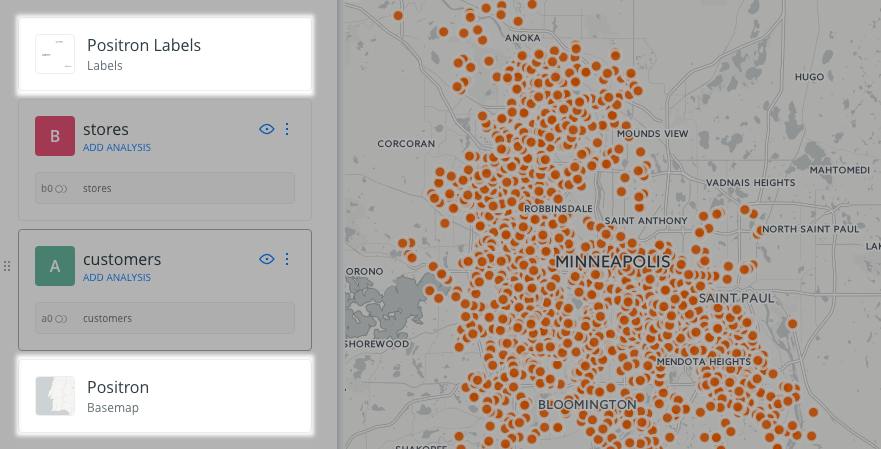 Positron Labels
Labels
B
stores
ADD ANALYSIS
b0
stores
A
customers
ADD ANALYSIS
a0
customers
Positron
Basemap
ANOKA
HUGO
MOUNDS VIEW
CORCORAN
MAHTOMEDI
VADNAIS HEIGHTS
ROBBINSDALE
SAINT ANTHONY
NORTH SAINT PAUL
LAK
MINNEAPOLIS
ORONO
SAINT PAUL
SHOREWOOD
MENDOTA HEIGHTS
BLOOMINGTON
SHAKOPEE